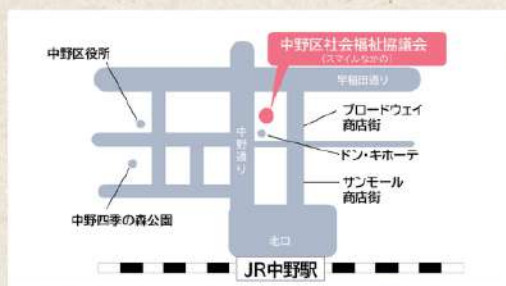 中野区社会福祉協議会
(スマイルなかの)
中野区役所
早稲田通り
ブロードウェイ
商店街
中野通り
ドン・キホーテ
サンモール
商店街
中野四季の森公園
北口
JR中野駅